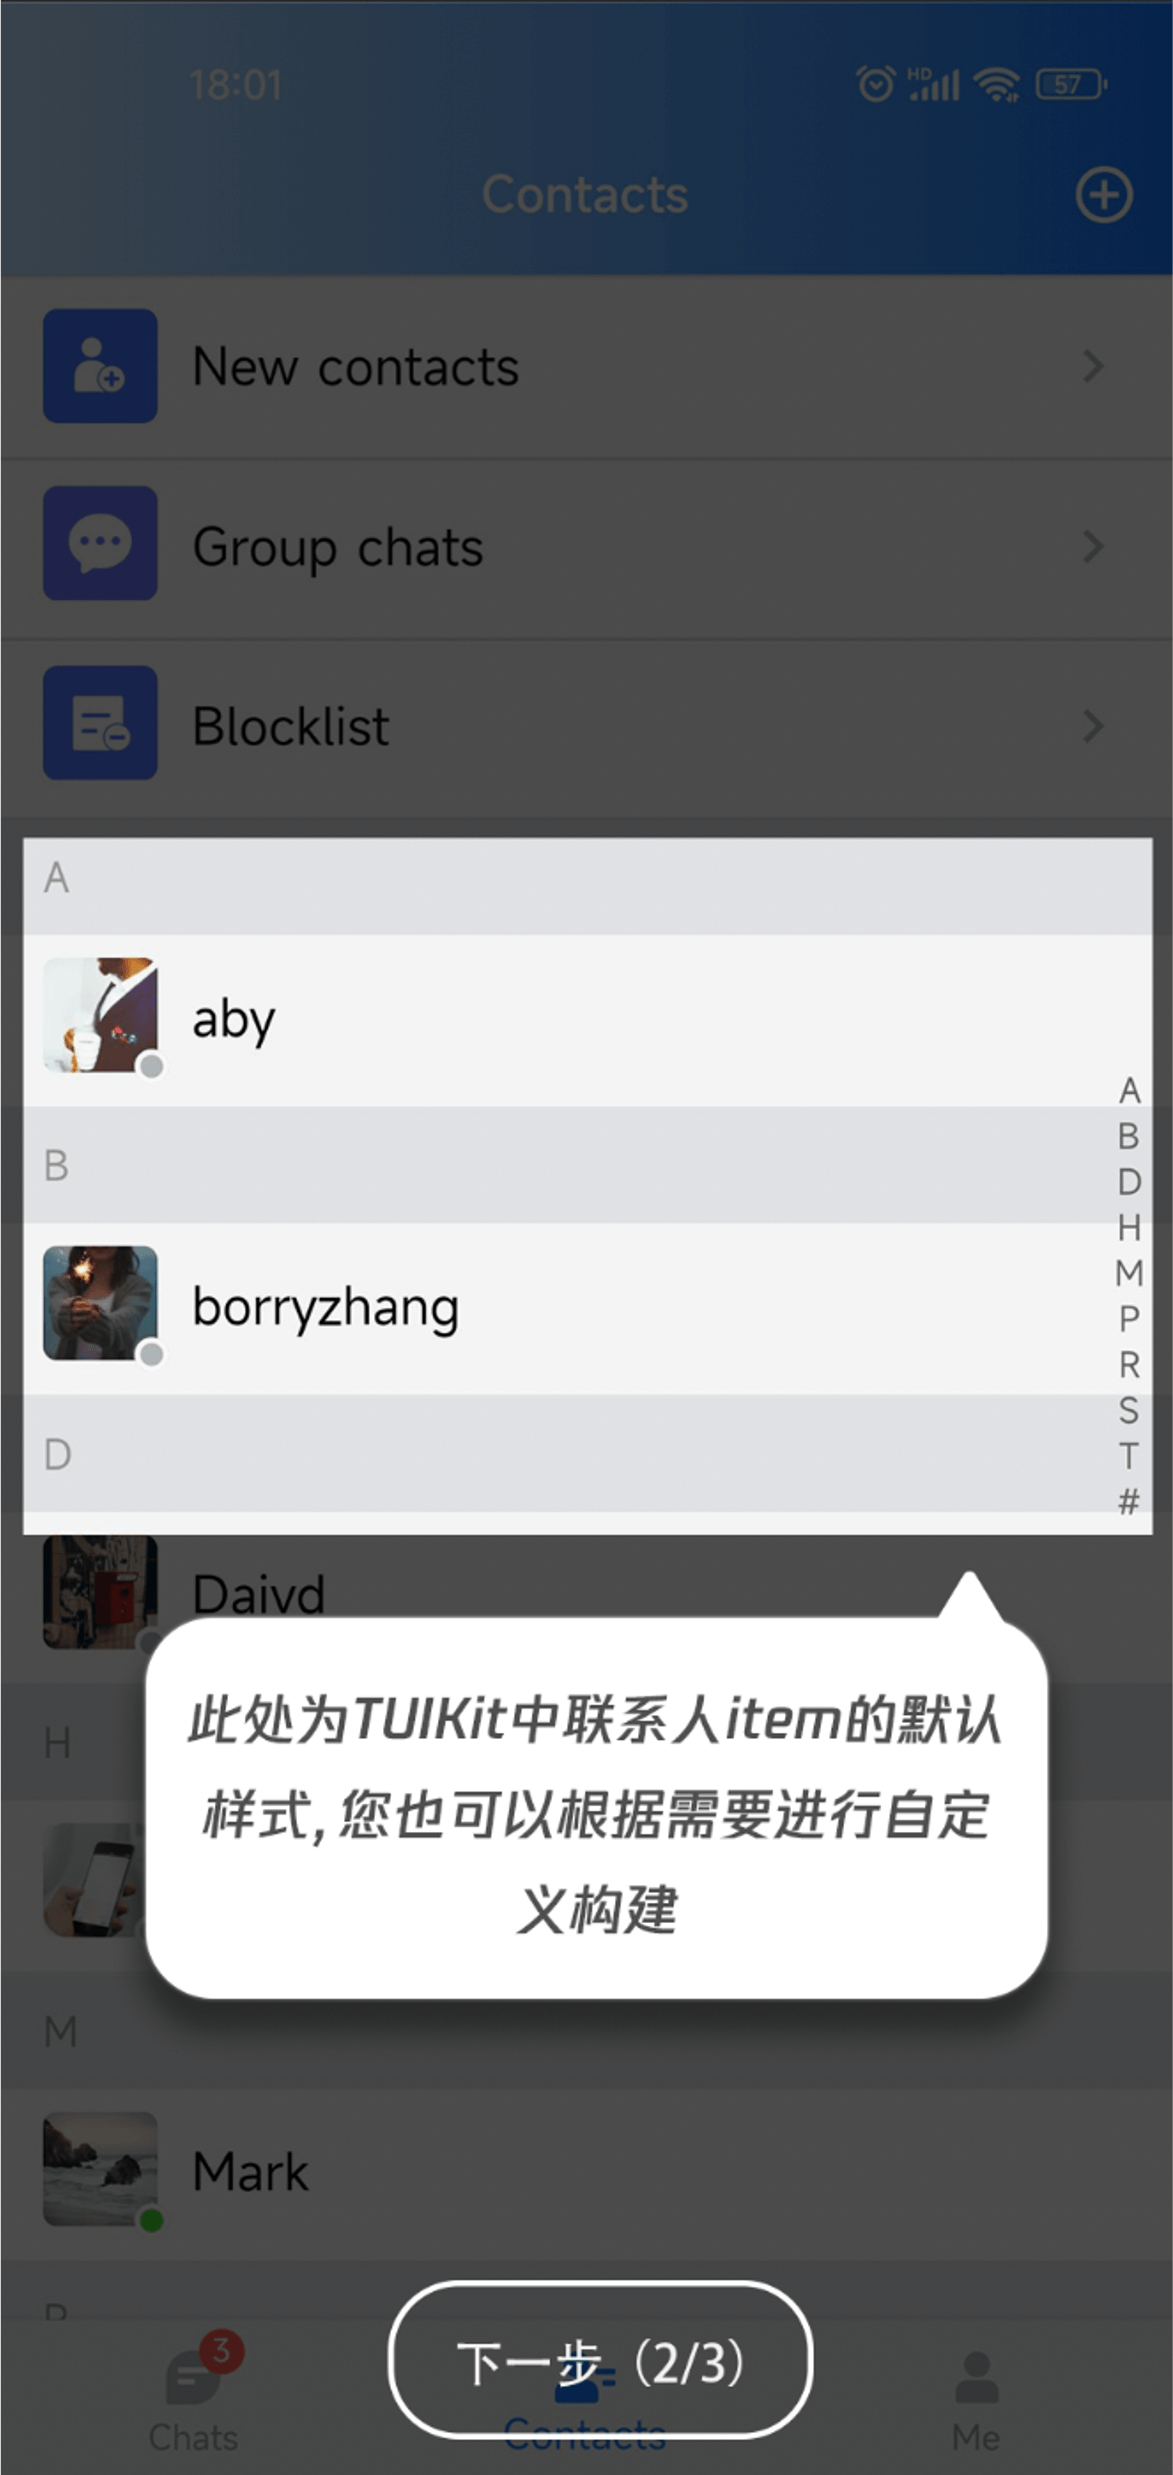 18:01
HD
57
Contacts
New contacts
Group chats
Blocklist
A
aby
A
B
B
D
H
borryzhang
M
P
R
S
D
T
#
Daivd
此处为TUIKit中联系人item的默认
样式,您也可以根据需要进行自定
义构建
H
M
Mark
下一步（2/3）
3
Chats
Contacts
Me